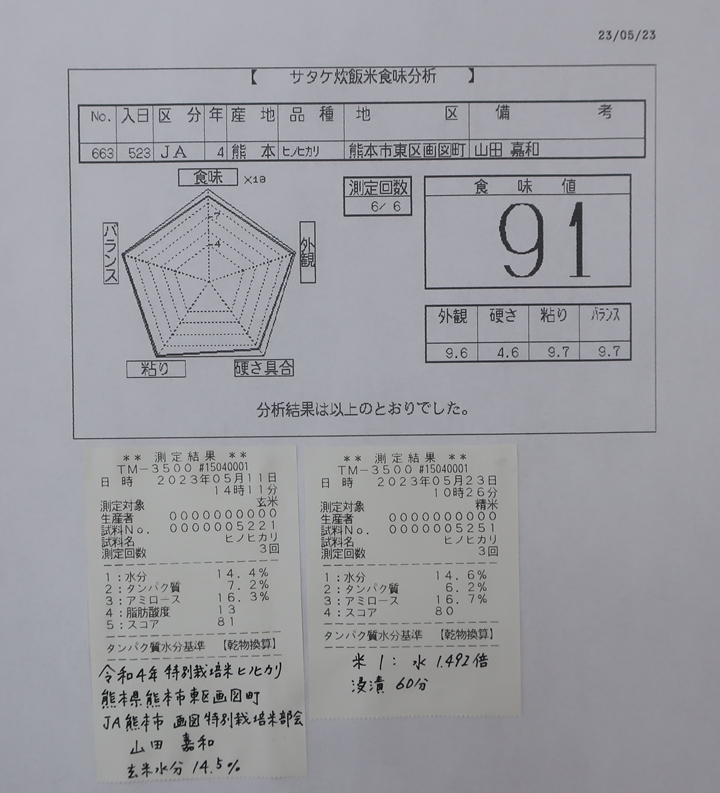 23/05/23
【 サタケ炊飯米食味分析 】
No. 入日 区 分 年 産 地 品 種 地 区 備 考
663 523 JA 4 熊 本 ヒノヒカリ 熊本市東区画図町 山田 嘉和
食味 ×10
7
4
バランス
外観
粘り
硬さ具合
測定回数
6/ 6
食 味 値
91
外観 硬さ 粘り バランス
9.6 4.6 9.7 9.7
分析結果は以上のとおりでした。
** 測定結果 **
TM-3500 #15040001
日 時 2023年05月11日
14時11分
測定対象 玄米
生産者 0000000000
試料No. 0000005221
試料名 ヒノヒカリ
測定回数 3回
1:水分 14.4%
2:タンパク質 7.2%
3:アミロース 16.3%
4:脂肪酸度 13
5:スコア 81
タンパク質水分基準 【乾物換算】
令和4年 特別栽培米ヒノヒカリ
熊本県熊本市東区画図町
JA熊本市 画図特別栽培米部会
山田 嘉和
玄米水分 14.5%
** 測定結果 **
TM-3500 #15040001
日 時 2023年05月23日
10時26分
測定対象 精米
生産者 0000000000
試料No. 0000005251
試料名 ヒノヒカリ
測定回数 3回
1:水分 14.6%
2:タンパク質 6.2%
3:アミロース 16.7%
4:スコア 80
タンパク質水分基準 【乾物換算】
米 1: 水 1.492倍
浸漬 60分